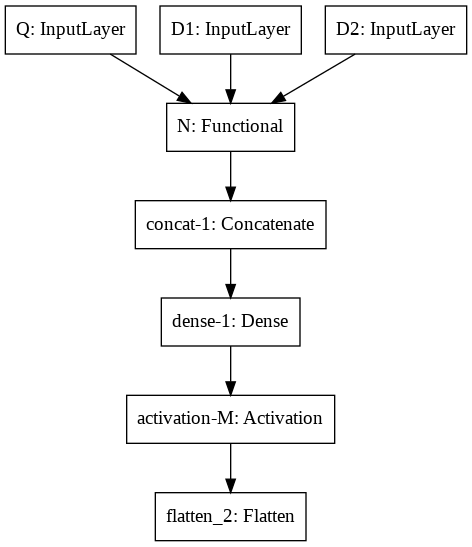 Q: InputLayer
D1: InputLayer
D2: InputLayer
N: Functional
concat-1: Concatenate
dense-1: Dense
activation-M: Activation
flatten_2: Flatten